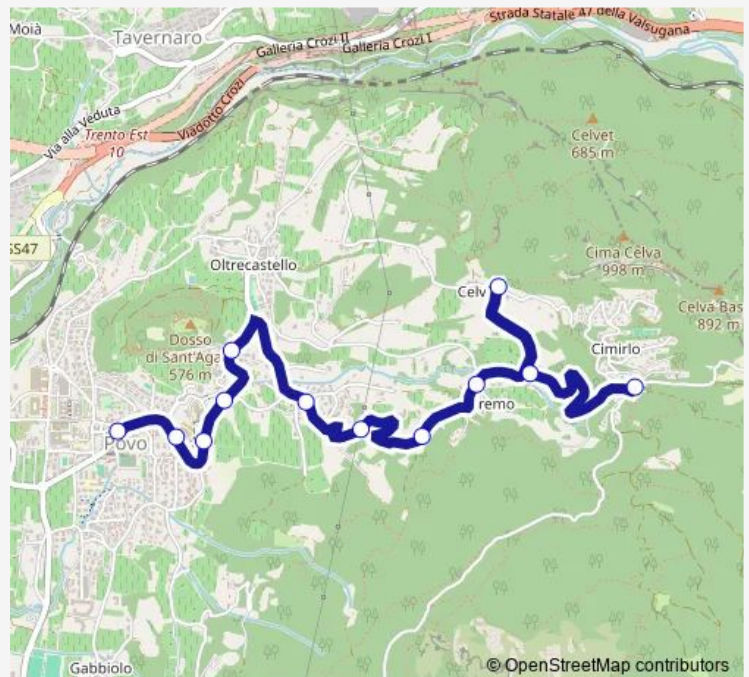 Moià
Tavernaro
Strada Statale 47 della Valsugana
Galleria Crozi II
Galleria Crozi I
Viadotto Crozi
Via alla Veduta
Trento Est
10
Celvet
685 m
SS47
Oltrecastello
Cima Celva
998 m
Celv
Celva Bas
892 m
Dosso
di Sant'Aga
576 m
Cimirlo
remo
Povo
Gabbiolo
© OpenStreetMap contributors